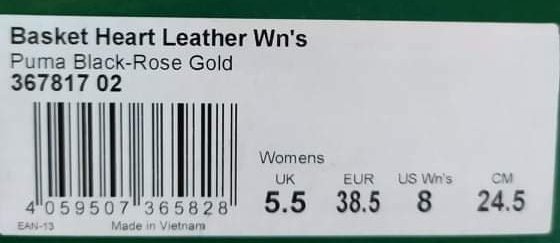 Basket Heart Leather Wn's
Puma Black-Rose Gold
367817 02
Womens
UK EUR US Wn's CM
5.5 38.5 8 24.5
4 059507 365828
EAN-13 Made in Vietnam